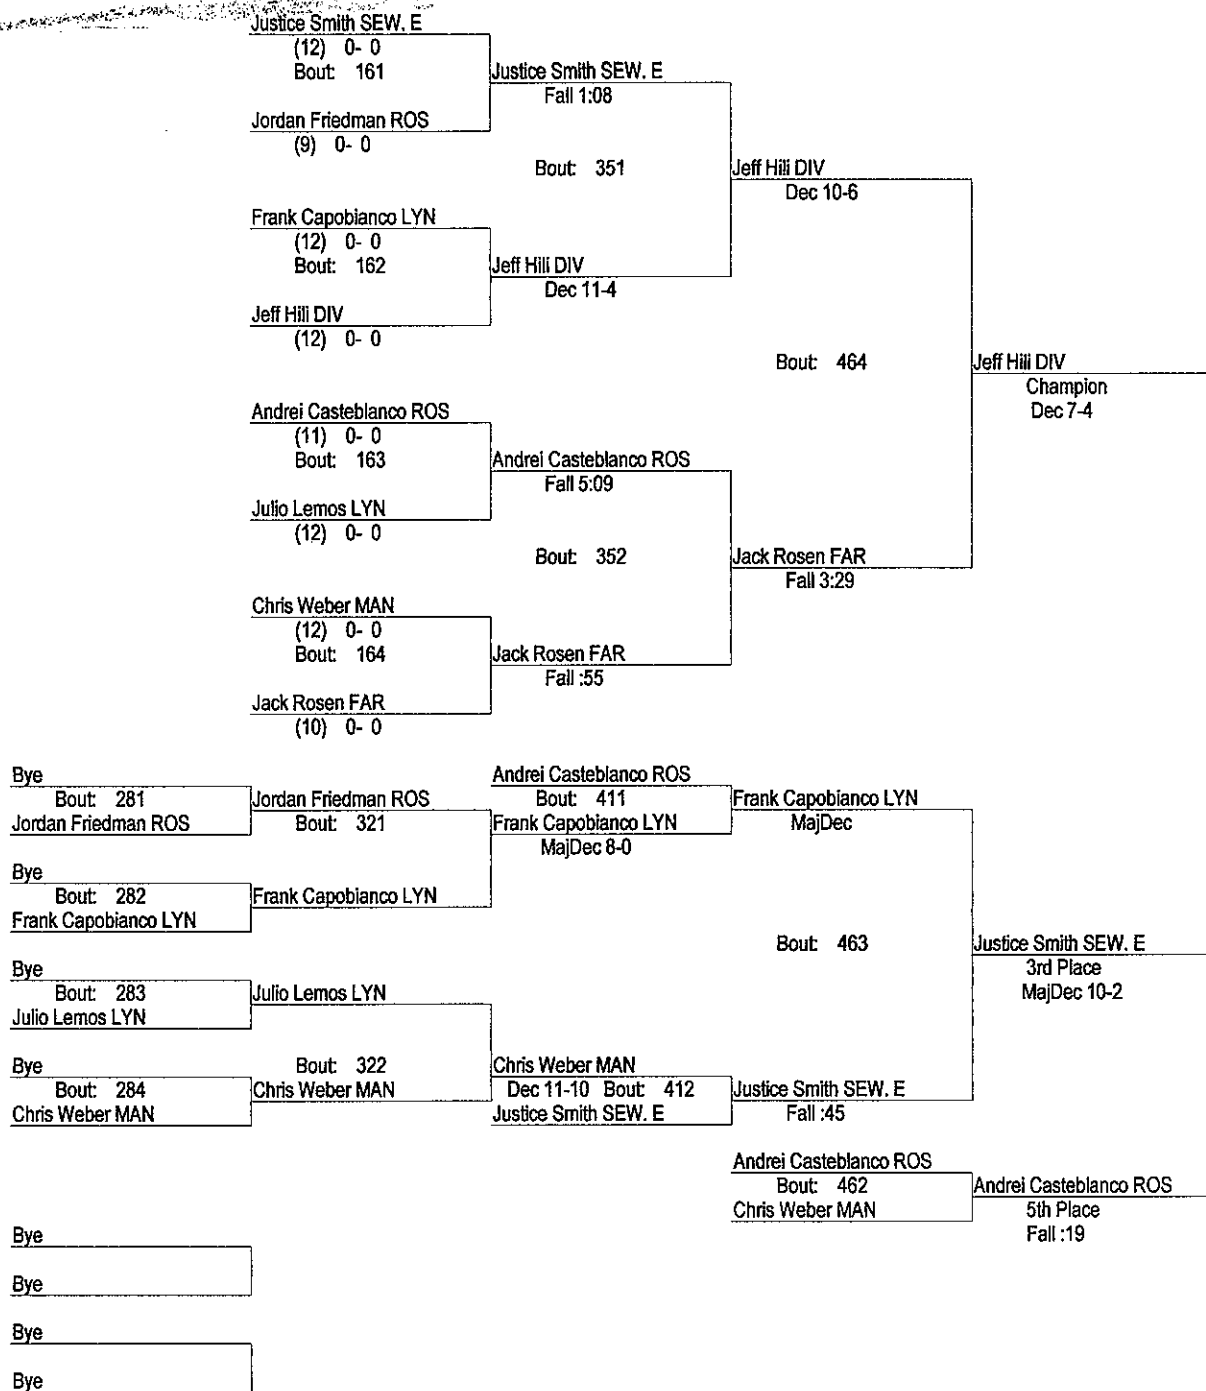 Justice Smith SEW. E
(12) 0- 0
Bout: 161
Justice Smith SEW. E
Fall 1:08
Jordan Friedman ROS
(9) 0- 0
Bout: 351
Jeff Hili DIV
Dec 10-6
Frank Capobianco LYN
(12) 0- 0
Bout: 162
Jeff Hili DIV
Dec 11-4
Jeff Hili DIV
(12) 0- 0
Bout: 464
Jeff Hili DIV
Champion
Dec 7-4
Andrei Casteblanco ROS
(11) 0- 0
Bout: 163
Andrei Casteblanco ROS
Fall 5:09
Julio Lemos LYN
(12) 0- 0
Bout: 352
Jack Rosen FAR
Fall 3:29
Chris Weber MAN
(12) 0- 0
Bout: 164
Jack Rosen FAR
Fall :55
Jack Rosen FAR
(10) 0- 0
Bye
Bout: 281
Jordan Friedman ROS
Jordan Friedman ROS
Bout: 321
Andrei Casteblanco ROS
Bout: 411
Frank Capobianco LYN
MajDec 8-0
Frank Capobianco LYN
MajDec
Bye
Bout: 282
Frank Capobianco LYN
Frank Capobianco LYN
Bout: 463
Justice Smith SEW. E
3rd Place
MajDec 10-2
Bye
Bout: 283
Julio Lemos LYN
Julio Lemos LYN
Bye
Bout: 284
Chris Weber MAN
Bout: 322
Chris Weber MAN
Chris Weber MAN
Dec 11-10 Bout: 412
Justice Smith SEW. E
Justice Smith SEW. E
Fall :45
Andrei Casteblanco ROS
Bout: 462
Chris Weber MAN
Andrei Casteblanco ROS
5th Place
Fall :19
Bye
Bye
Bye
Bye